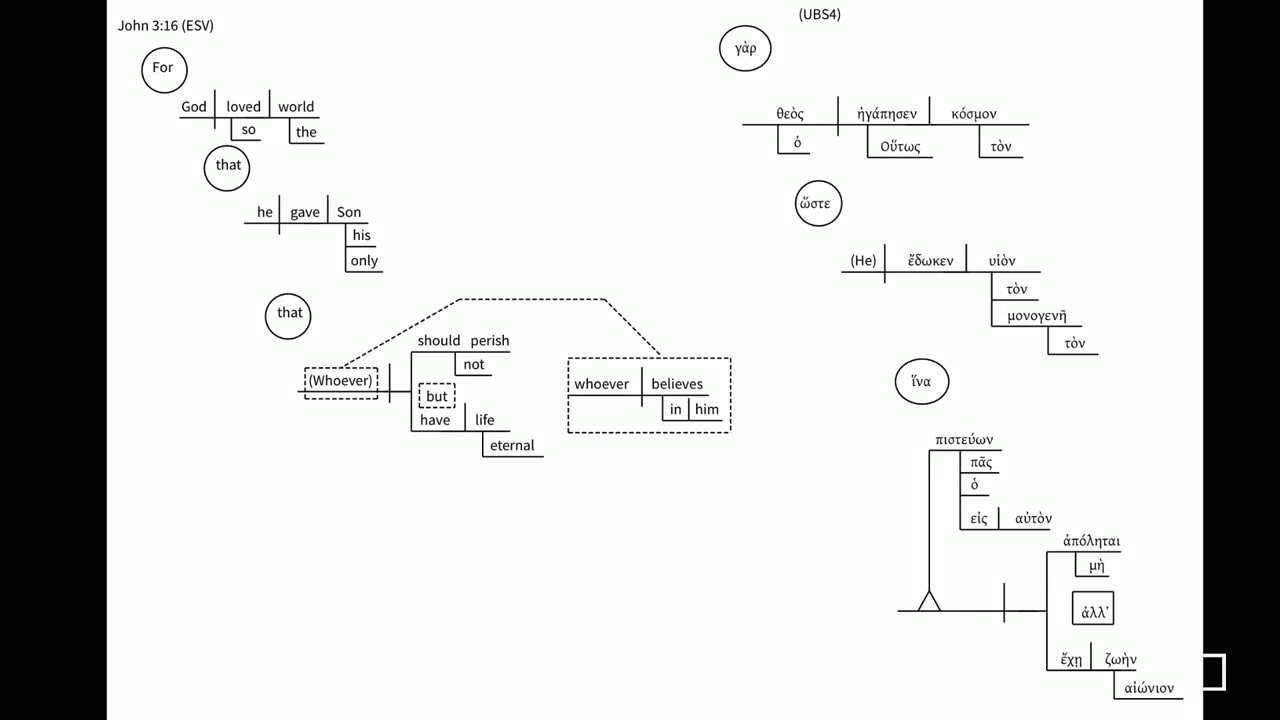 John 3:16 (ESV)
For
God loved world
so the
that
he gave Son
his
only
that
(Whoever)
should perish
not
but
have life
eternal
whoever believes
in him
(UBS4)
γὰρ
θεὸς ἠγάπησεν κόσμον
ὁ Οὕτως τὸν
ὥστε
(He) ἔδωκεν υἱὸν
τὸν
μονογενῆ
τὸν
ἵνα
πιστεύων
πᾶς
ὁ
εἰς αὐτὸν
ἀπόληται
μὴ
ἀλλ’
ἔχῃ ζωὴν
αἰώνιον